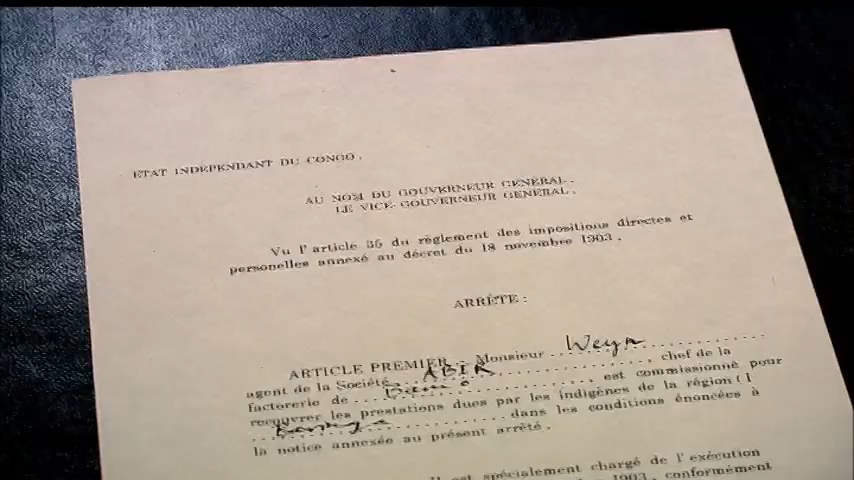 ETAT INDEPENDANT DU CONGO.
AU NOM DU GOUVERNEUR GENERAL.
LE VICE-GOUVERNEUR GENERAL.
Vu l'article 36 du règlement des impositions directes et
personelles annexé au décret du 18 novembre 1903.
ARRÊTE:
ARTICLE PREMIER. - Monsieur
agent de la Société ABIR chef de la
factorerie de est commissionné pour
recouvrer les prestations dues par les indigènes de la région (1
dans les conditions énoncées à
la notice annexée au présent arrêté.
est spécialement chargé de l'exécution
1903, conformément